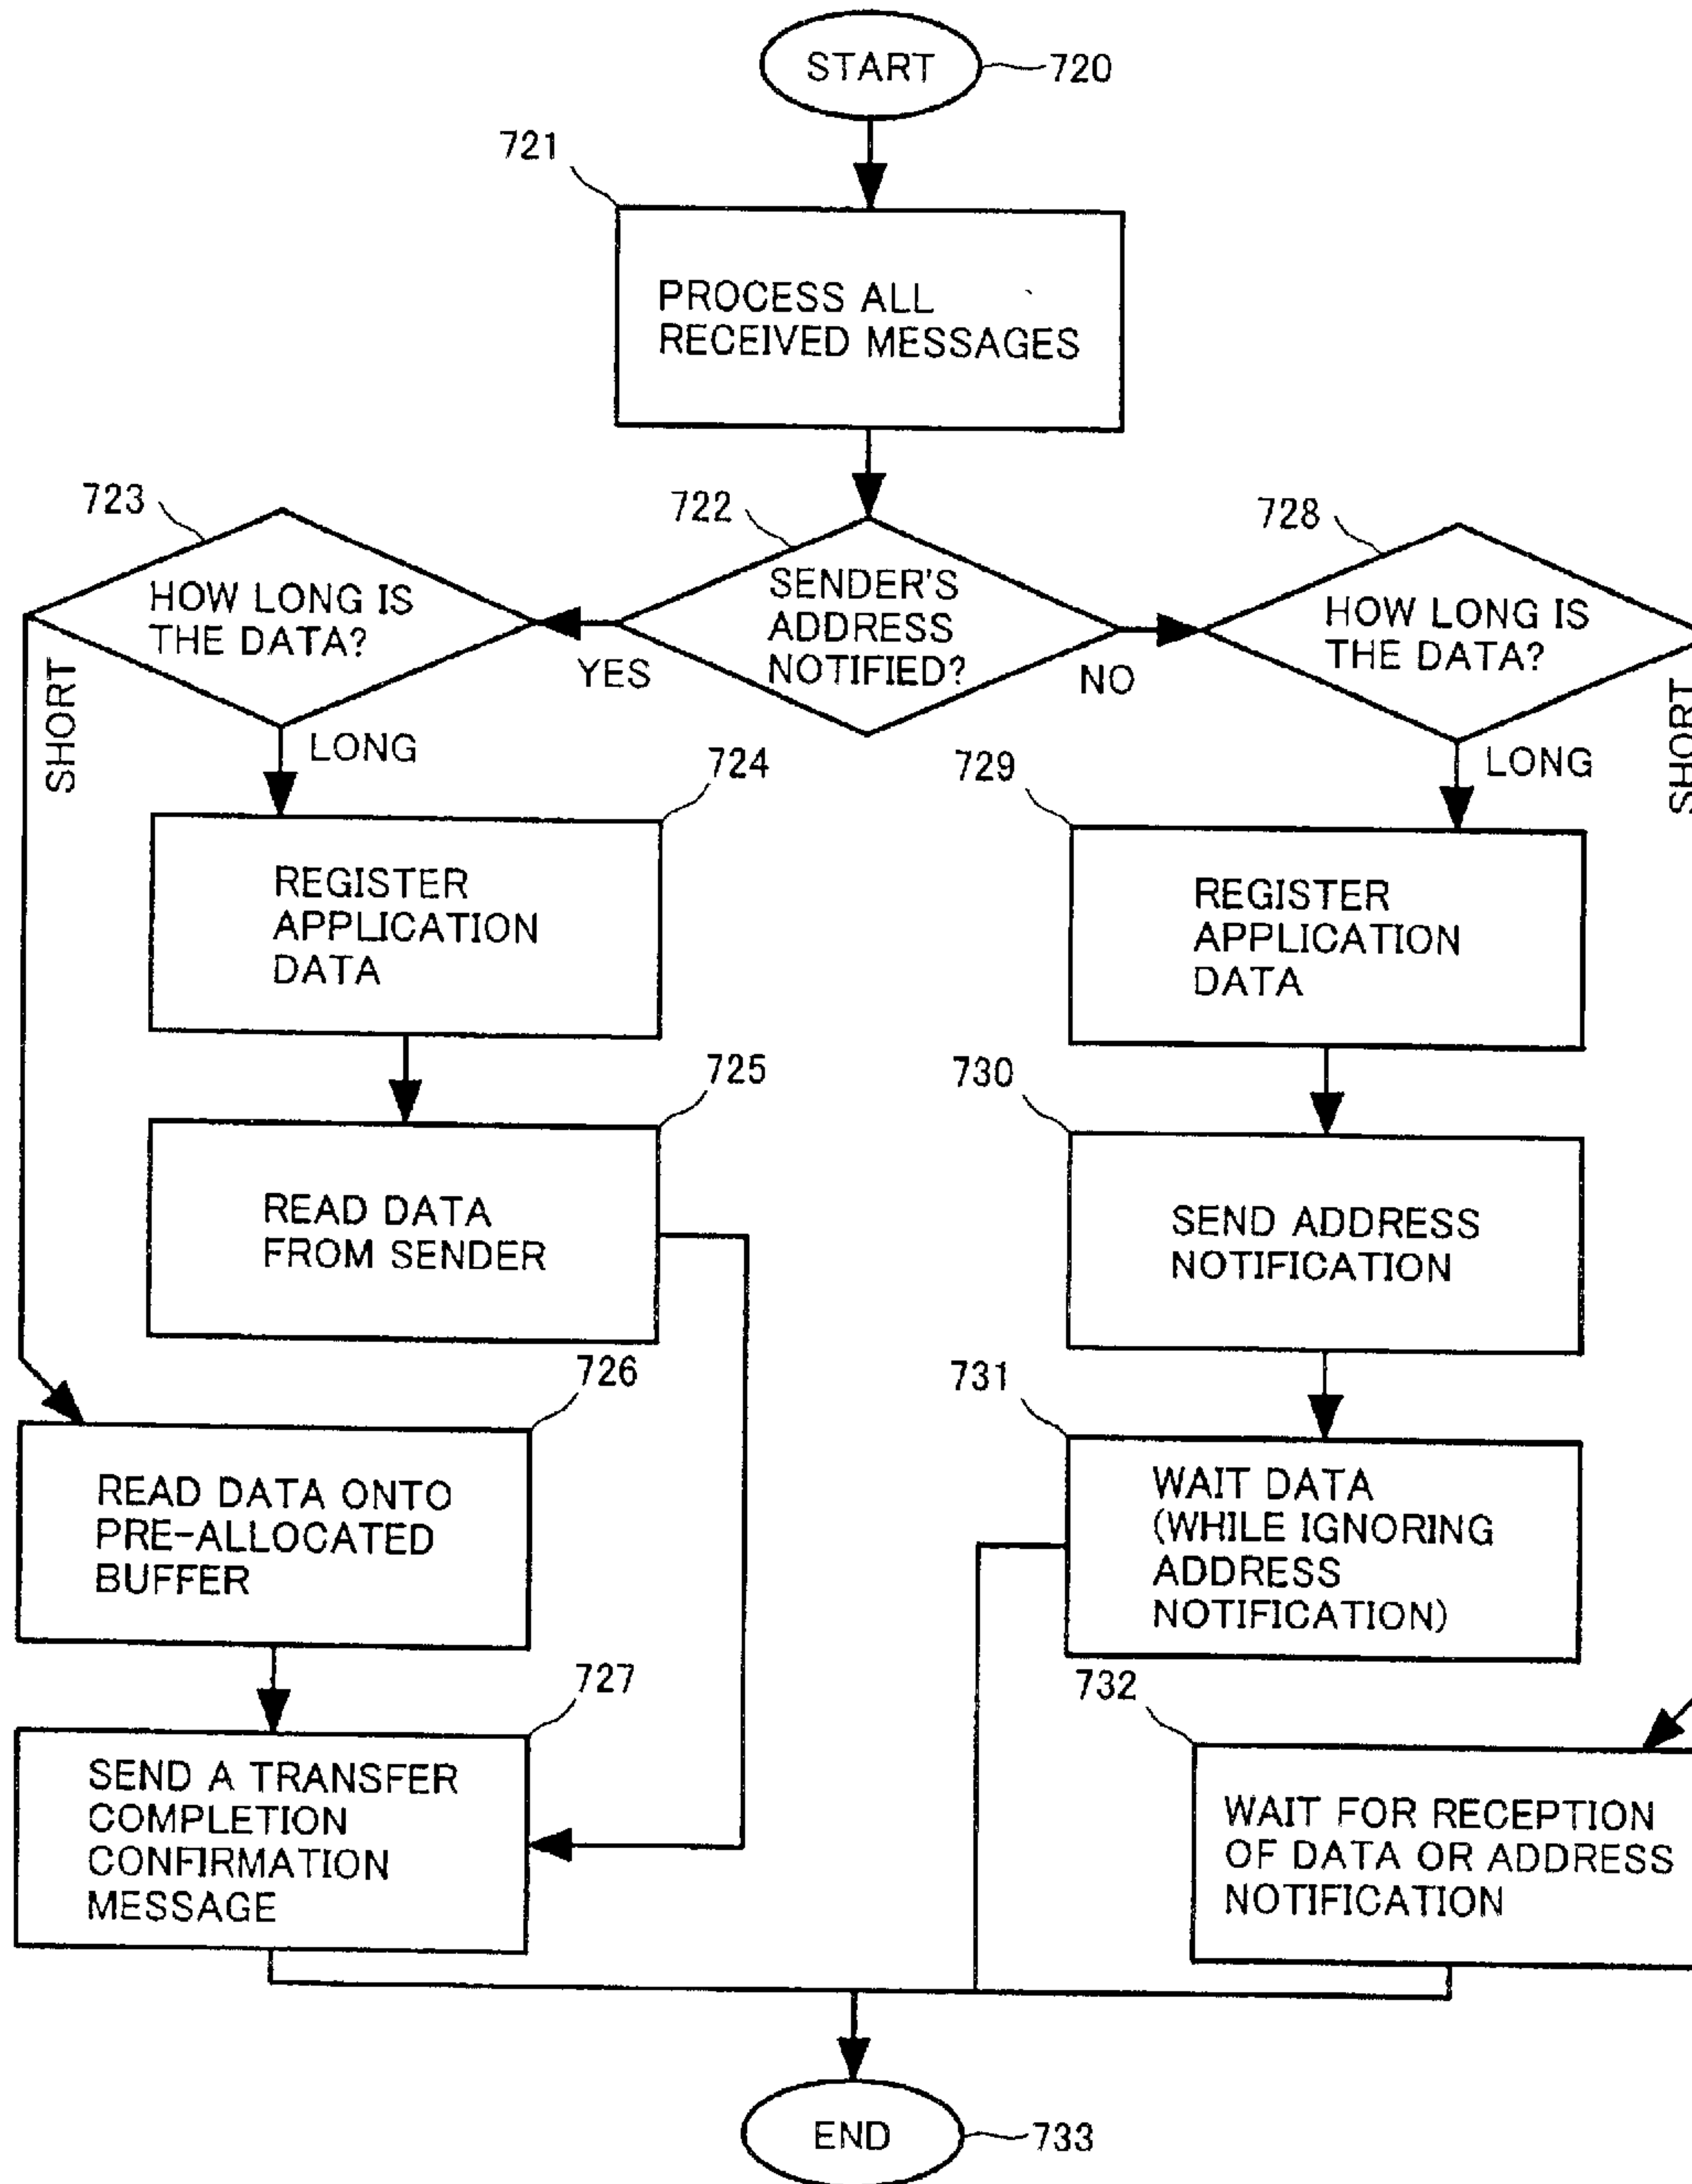 START
720
721
PROCESS ALL
RECEIVED MESSAGES
723
722
728
HOW LONG IS
THE DATA?
SENDER'S
ADDRESS
NOTIFIED?
HOW LONG IS
THE DATA?
SHORT
YES
NO
SHORT
LONG
LONG
724
729
REGISTER
APPLICATION
DATA
REGISTER
APPLICATION
DATA
725
730
READ DATA
FROM SENDER
SEND ADDRESS
NOTIFICATION
726
731
READ DATA ONTO
PRE-ALLOCATED
BUFFER
WAIT DATA
(WHILE IGNORING
ADDRESS
NOTIFICATION)
727
732
SEND A TRANSFER
COMPLETION
CONFIRMATION
MESSAGE
WAIT FOR RECEPTION
OF DATA OR ADDRESS
NOTIFICATION
END
733